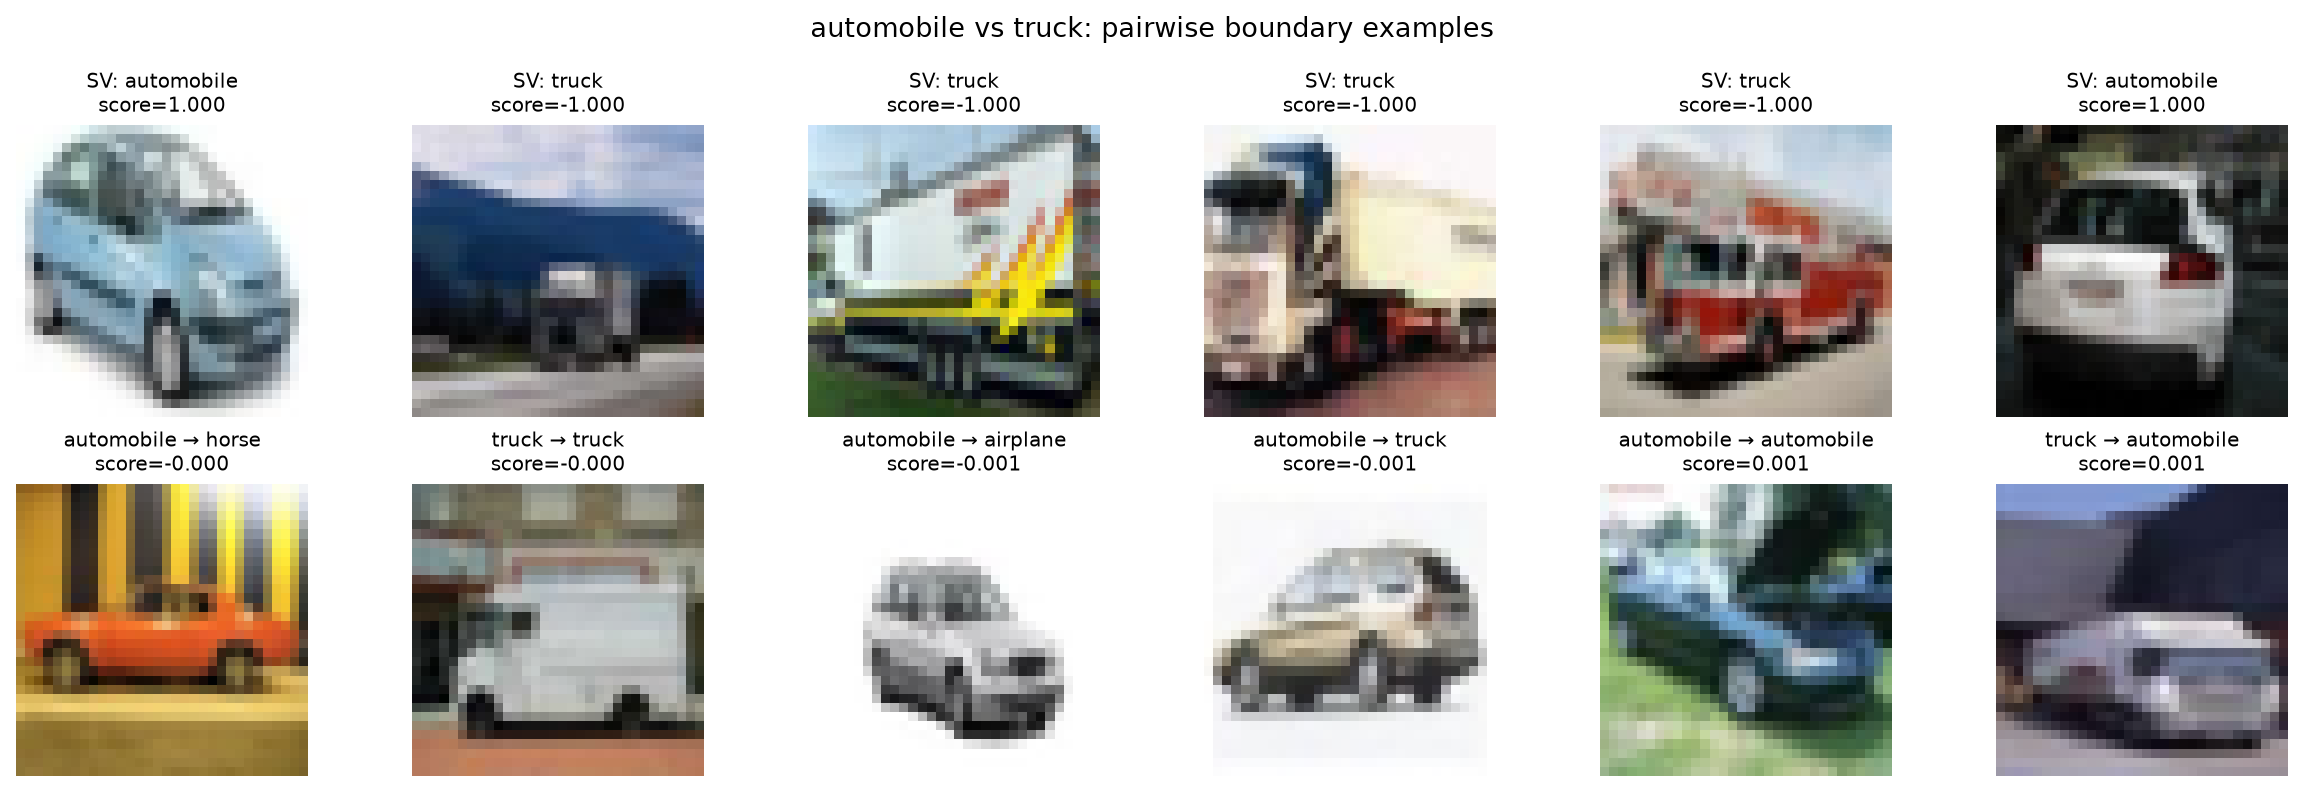 automobile vs truck: pairwise boundary examples
SV: automobile
score=1.000
SV: truck
score=-1.000
SV: truck
score=-1.000
SV: truck
score=-1.000
SV: truck
score=-1.000
SV: automobile
score=1.000
automobile → horse
score=-0.000
truck → truck
score=-0.000
automobile → airplane
score=-0.001
automobile → truck
score=-0.001
automobile → automobile
score=0.001
truck → automobile
score=0.001